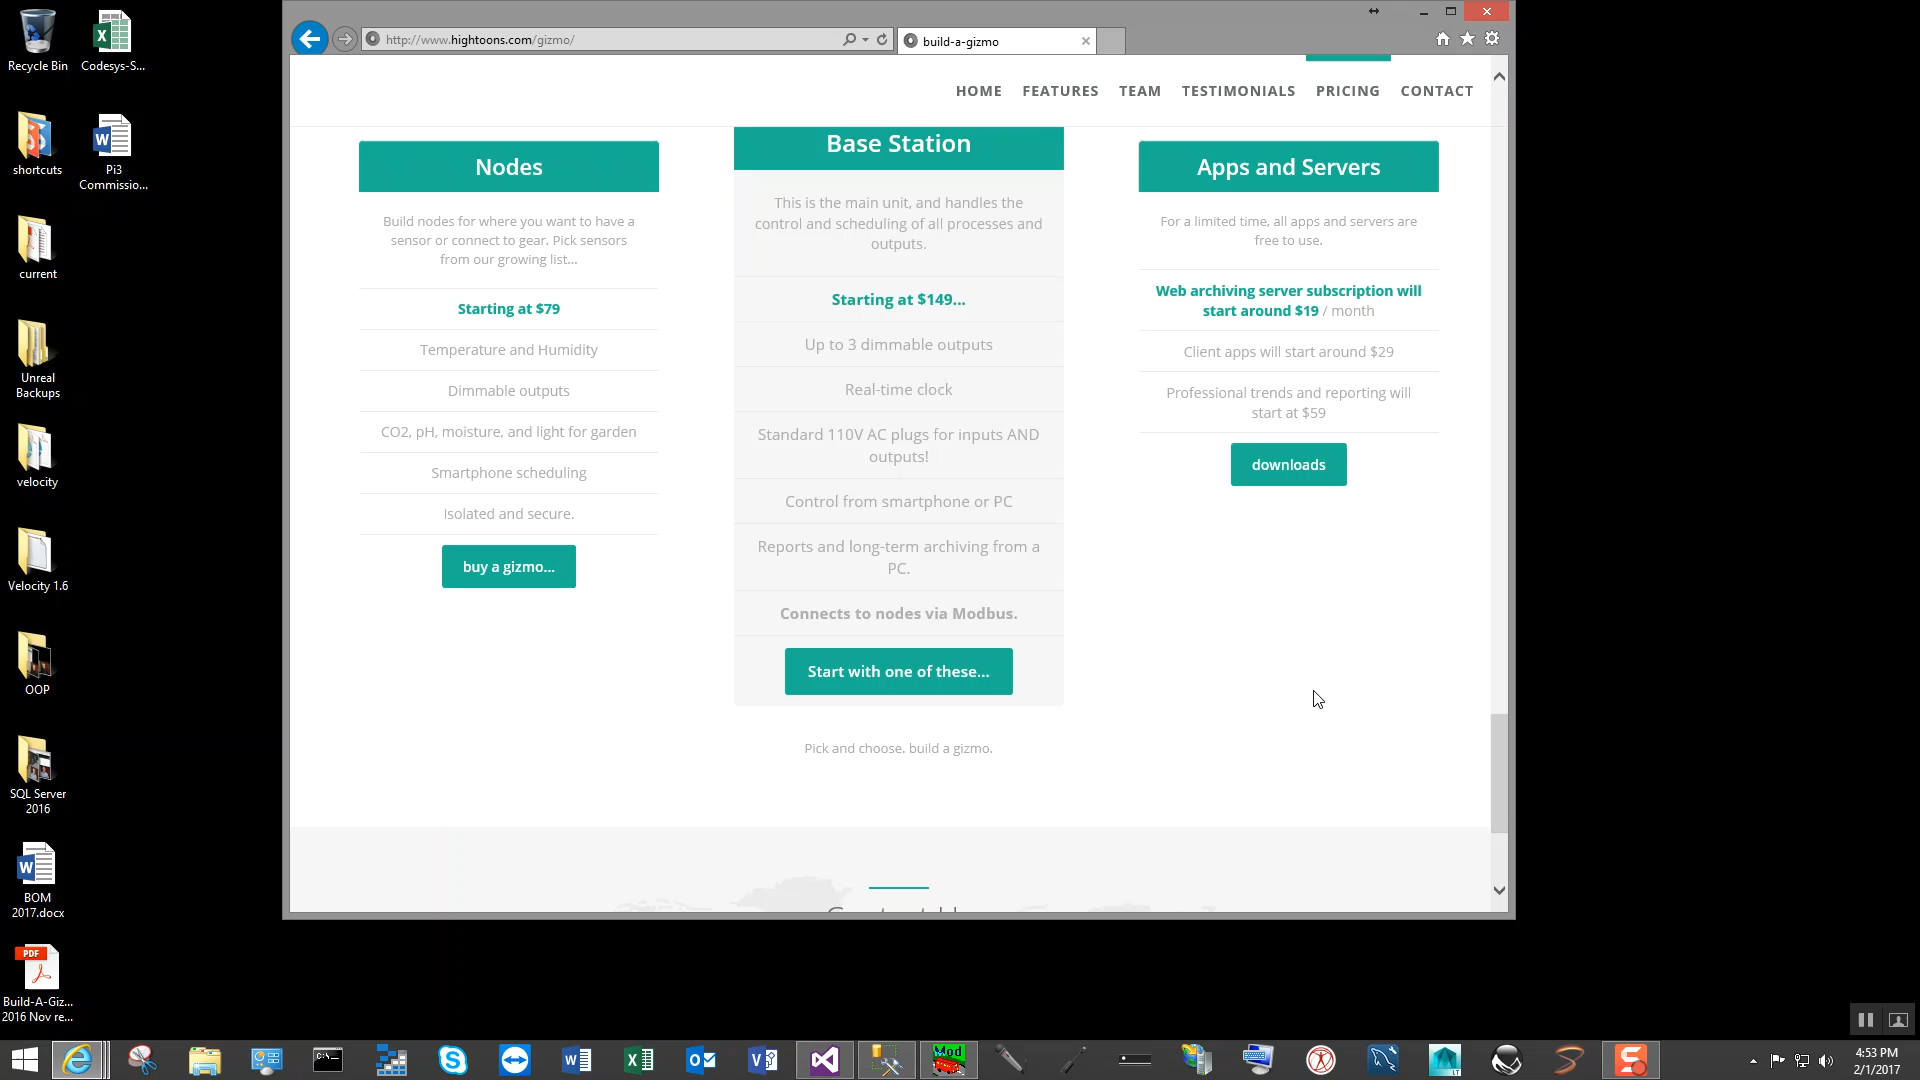 Recycle Bin
Codesys-S...
shortcuts
Pi3
Commissio...
current
Unreal
Backups
velocity
Velocity 1.6
OOP
SQL Server
2016
BOM
2017.docx
PDF
Build-A-Giz...
2016 Nov re...
http://www.hightoons.com/gizmo/
build-a-gizmo
HOME FEATURES TEAM TESTIMONIALS PRICING CONTACT
Nodes
Build nodes for where you want to have a
sensor or connect to gear. Pick sensors
from our growing list...
Starting at $79
Temperature and Humidity
Dimmable outputs
CO2, pH, moisture, and light for garden
Smartphone scheduling
Isolated and secure.
buy a gizmo...
Base Station
This is the main unit, and handles the
control and scheduling of all processes and
outputs.
Starting at $149...
Up to 3 dimmable outputs
Real-time clock
Standard 110V AC plugs for inputs AND
outputs!
Control from smartphone or PC
Reports and long-term archiving from a
PC.
Connects to nodes via Modbus.
Start with one of these...
Apps and Servers
For a limited time, all apps and servers are
free to use.
Web archiving server subscription will
start around $19 / month
Client apps will start around $29
Professional trends and reporting will
start at $59
downloads
Pick and choose. build a gizmo.
Mod
4:53 PM
2/1/2017